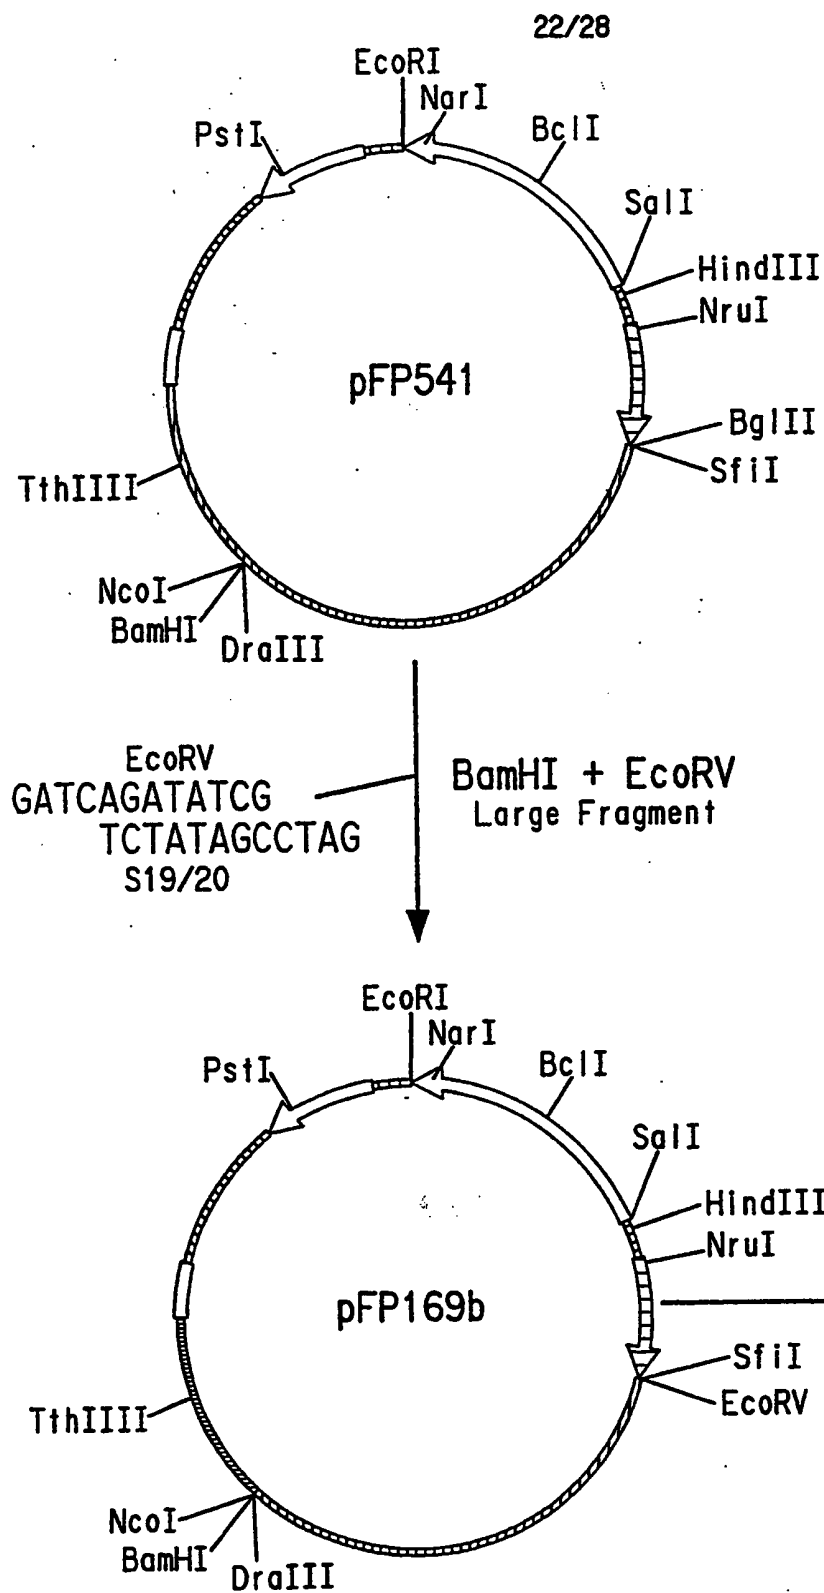 22/28
EcoRI
NarI
PstI
BclI
SalI
HindIII
NruI
pFP541
BglII
SfiI
TthIIII
NcoI
BamHI
DraIII
EcoRV
GATCAGATATCG
TCTATAGCCTAG
S19/20
BamHI + EcoRV
Large Fragment
EcoRI
NarI
PstI
BclI
SalI
HindIII
NruI
pFP169b
SfiI
EcoRV
TthIIII
NcoI
BamHI
DraIII